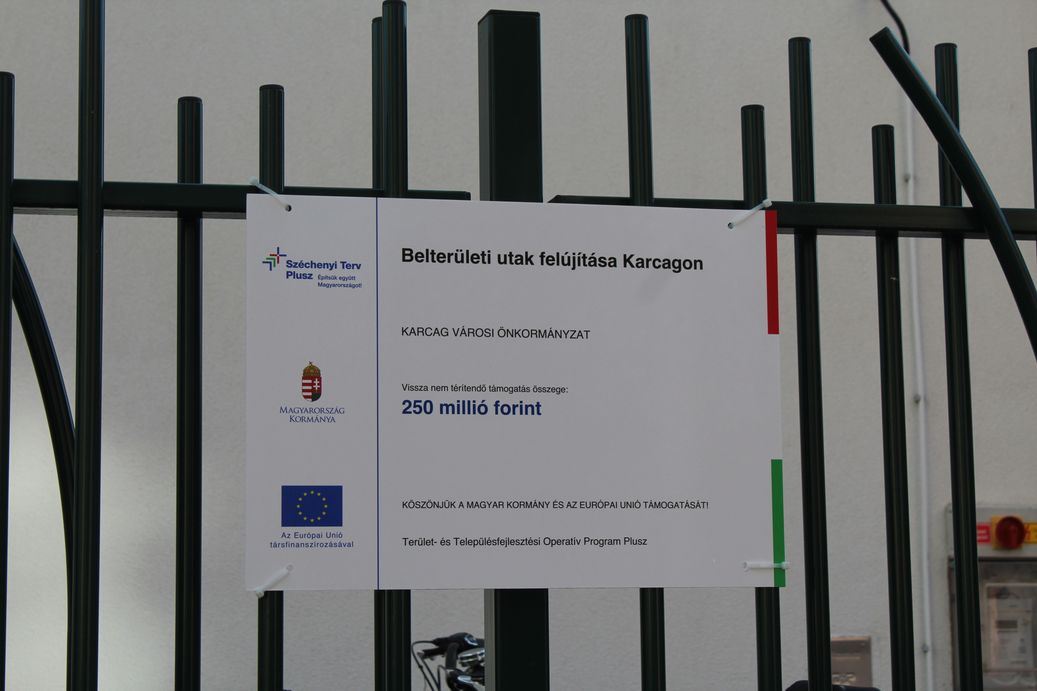 Széchenyi Terv
Plusz Építsük együtt
Magyarországot!
MAGYARORSZÁG
KORMÁNYA
Az Európai Unió
társfinanszírozásával
Belterületi utak felújítása Karcagon
KARCAG VÁROSI ÖNKORMÁNYZAT
Vissza nem térítendő támogatás összege:
250 millió forint
KÖSZÖNJÜK A MAGYAR KORMÁNY ÉS AZ EURÓPAI UNIÓ TÁMOGATÁSÁT!
Terület- és Településfejlesztési Operatív Program Plusz